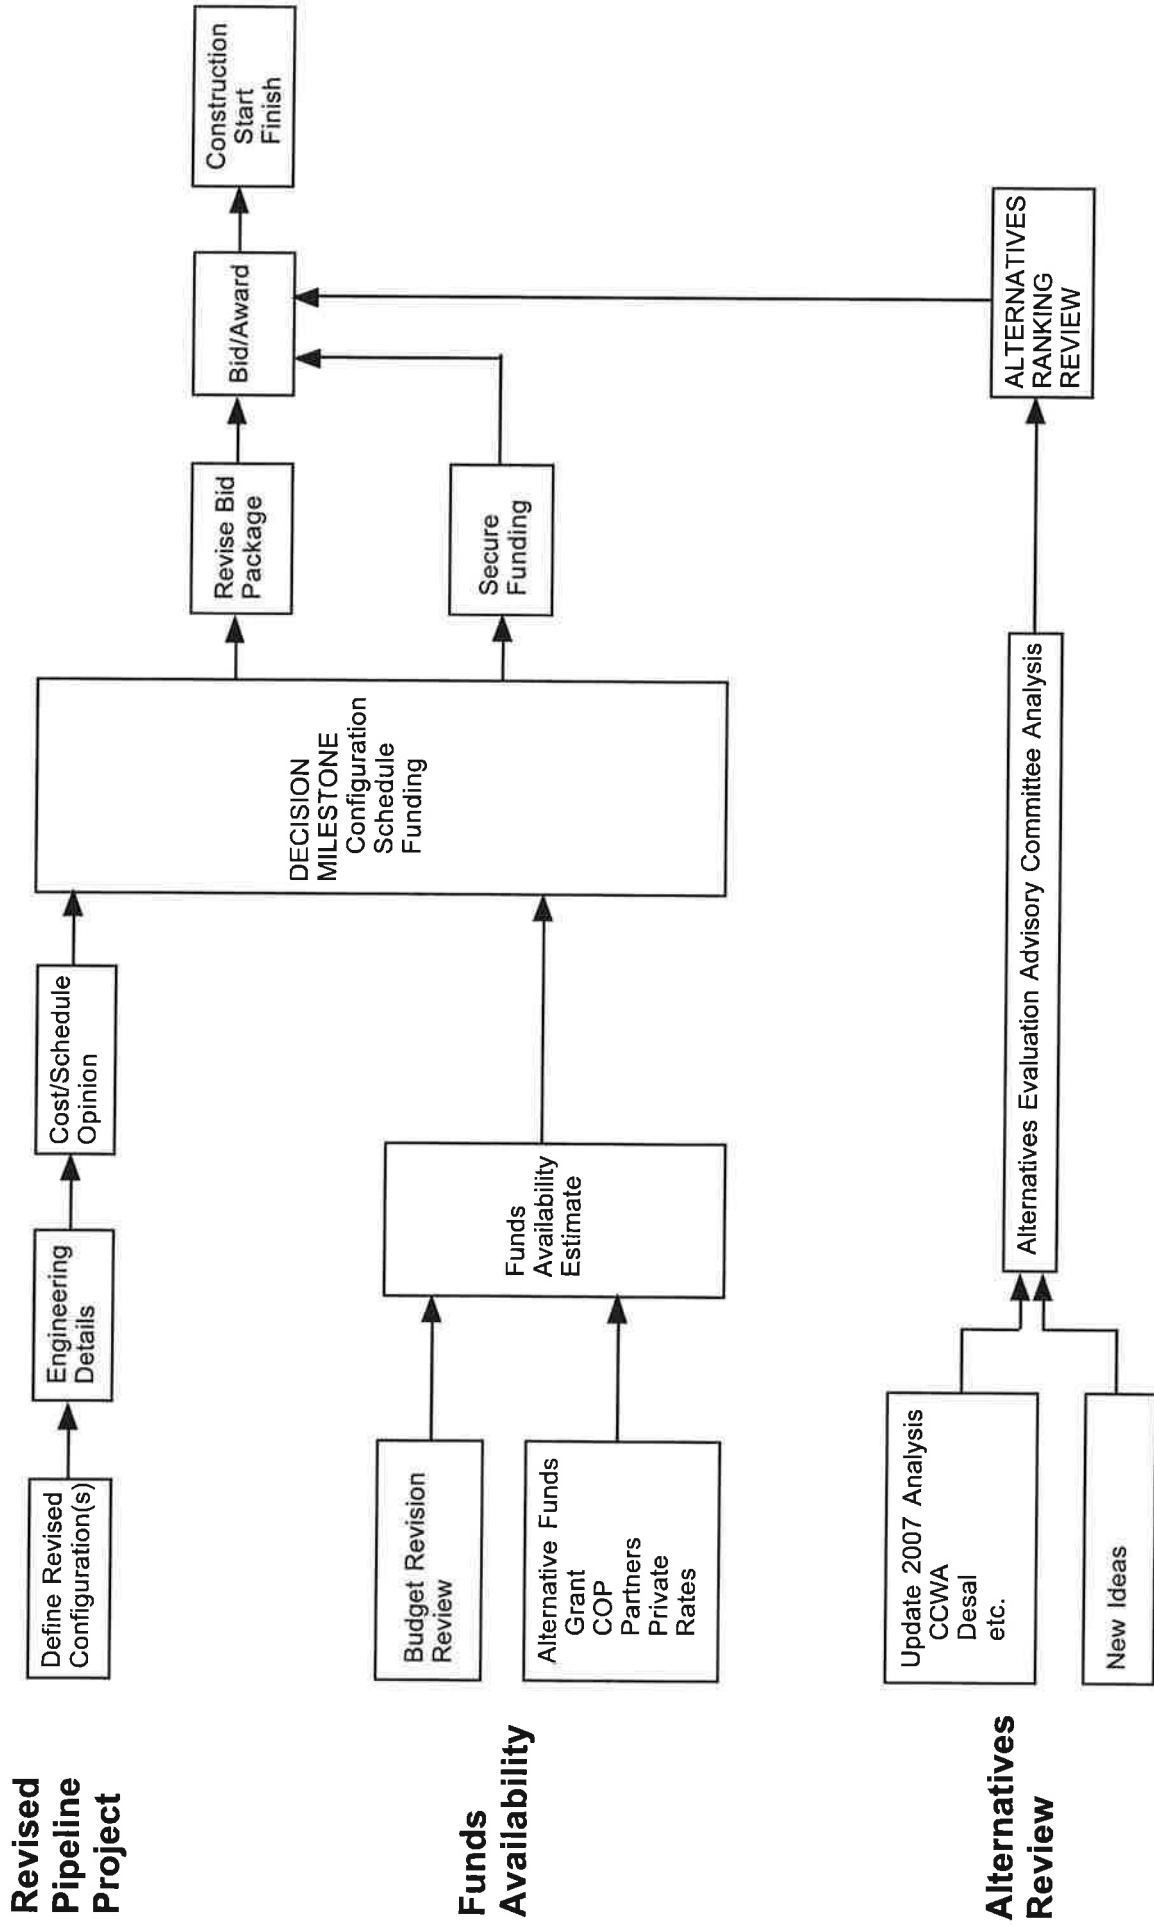 Revised
Pipeline
Project
Define Revised
Configuration(s)
Engineering
Details
Cost/Schedule
Opinion
DECISION
MILESTONE
Configuration
Schedule
Funding
Revise Bid
Package
Bid/Award
Construction
Start
Finish
Funds
Availability
Budget Revision
Review
Alternative Funds
Grant
COP
Partners
Private
Rates
Funds
Availability
Estimate
Secure
Funding
Alternatives
Review
Update 2007 Analysis
CCWA
Desal
etc.
New Ideas
Alternatives Evaluation Advisory Committee Analysis
ALTERNATIVES
RANKING
REVIEW